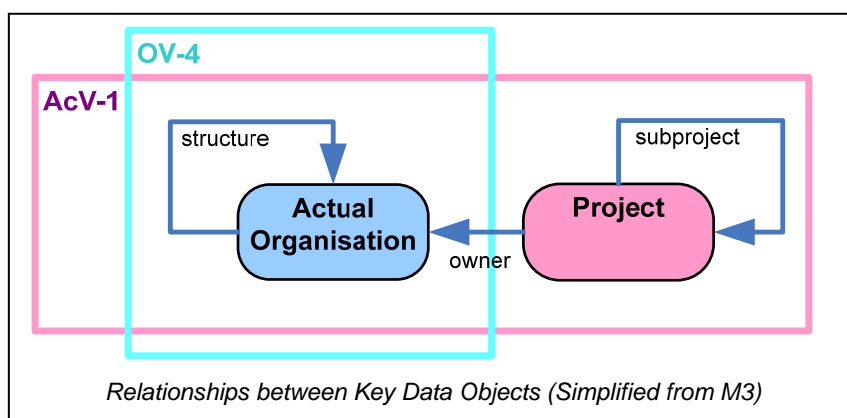 OV-4
AcV-1
structure
subproject
Actual
Organisation
Project
owner
Relationships between Key Data Objects (Simplified from M3)